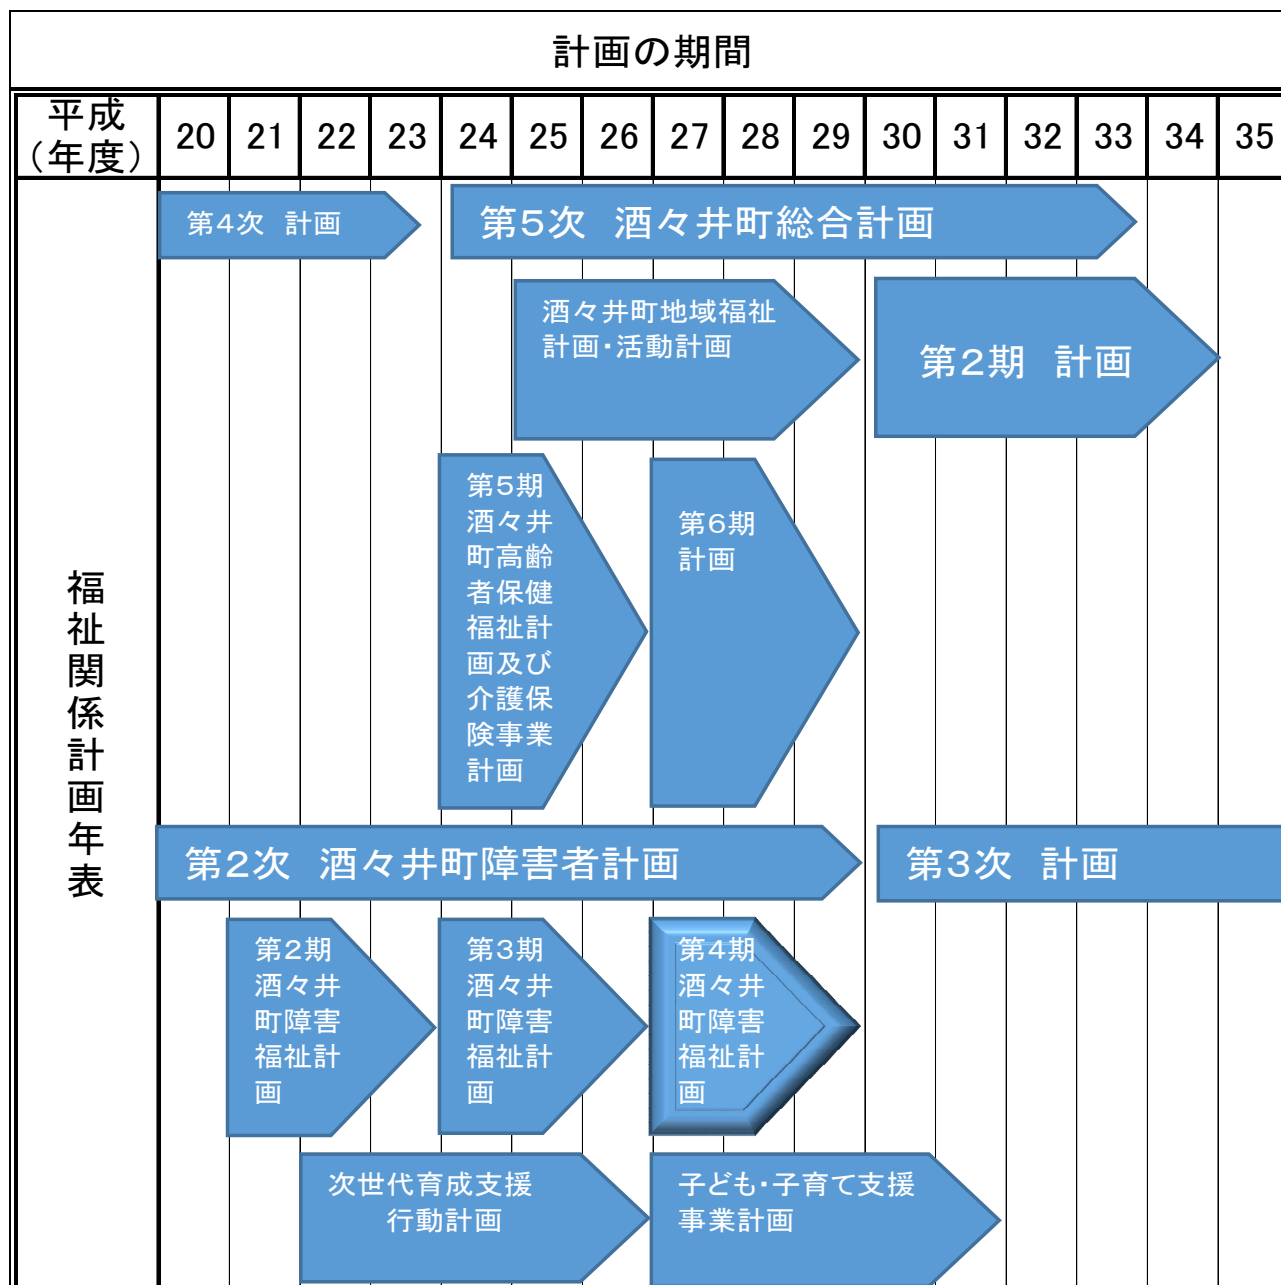 計画の期間
平成
（年度）
20 21 22 23 24 25 26 27 28 29 30 31 32 33 34 35
福祉関係計画年表
第4次　計画
第5次　酒々井町総合計画
酒々井町地域福祉
計画・活動計画
第2期　計画
第5期
酒々井
町高齢
者保健
福祉計
画及び
介護保
険事業
計画
第6期
計画
第2次　酒々井町障害者計画
第3次　計画
第2期
酒々井
町障害
福祉計
画
第3期
酒々井
町障害
福祉計
画
第4期
酒々井
町障害
福祉計
画
次世代育成支援
行動計画
子ども・子育て支援
事業計画